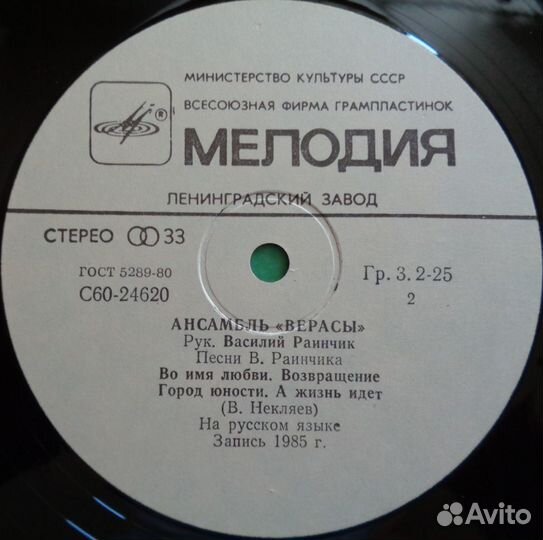 МИНИСТЕРСТВО КУЛЬТУРЫ СССР
ВСЕСОЮЗНАЯ ФИРМА ГРАМПЛАСТИНОК
®
МЕЛОДИЯ
ЛЕНИНГРАДСКИЙ ЗАВОД
СТЕРЕО 33
ГОСТ 5289-80
С60-24620
Гр. 3. 2-25
2
АНСАМБЛЬ «ВЕРАСЫ»
Рук. Василий Раинчик
Песни В. Раинчика
Во имя любви. Возвращение
Город юности. А жизнь идет
(В. Некляев)
На русском языке
Запись 1985 г.
Avito